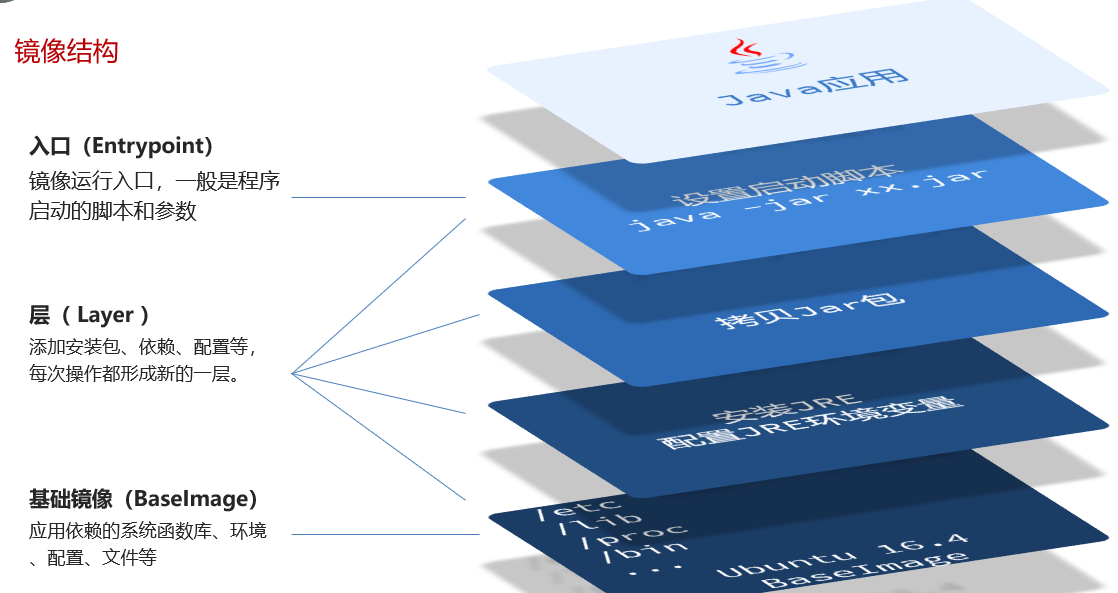 镜像结构
入口（Entrypoint）
镜像运行入口，一般是程序
启动的脚本和参数
层（ Layer ）
添加安装包、依赖、配置等，
每次操作都形成新的一层。
基础镜像（BaseImage）
应用依赖的系统函数库、环境
、配置、文件等
Java应用
设置启动脚本
java -jar xx.jar
拷贝Jar包
安装JRE
配置JRE环境变量
/etc
/lib
/proc
/bin
...
Ubuntu 16.4
BaseImage